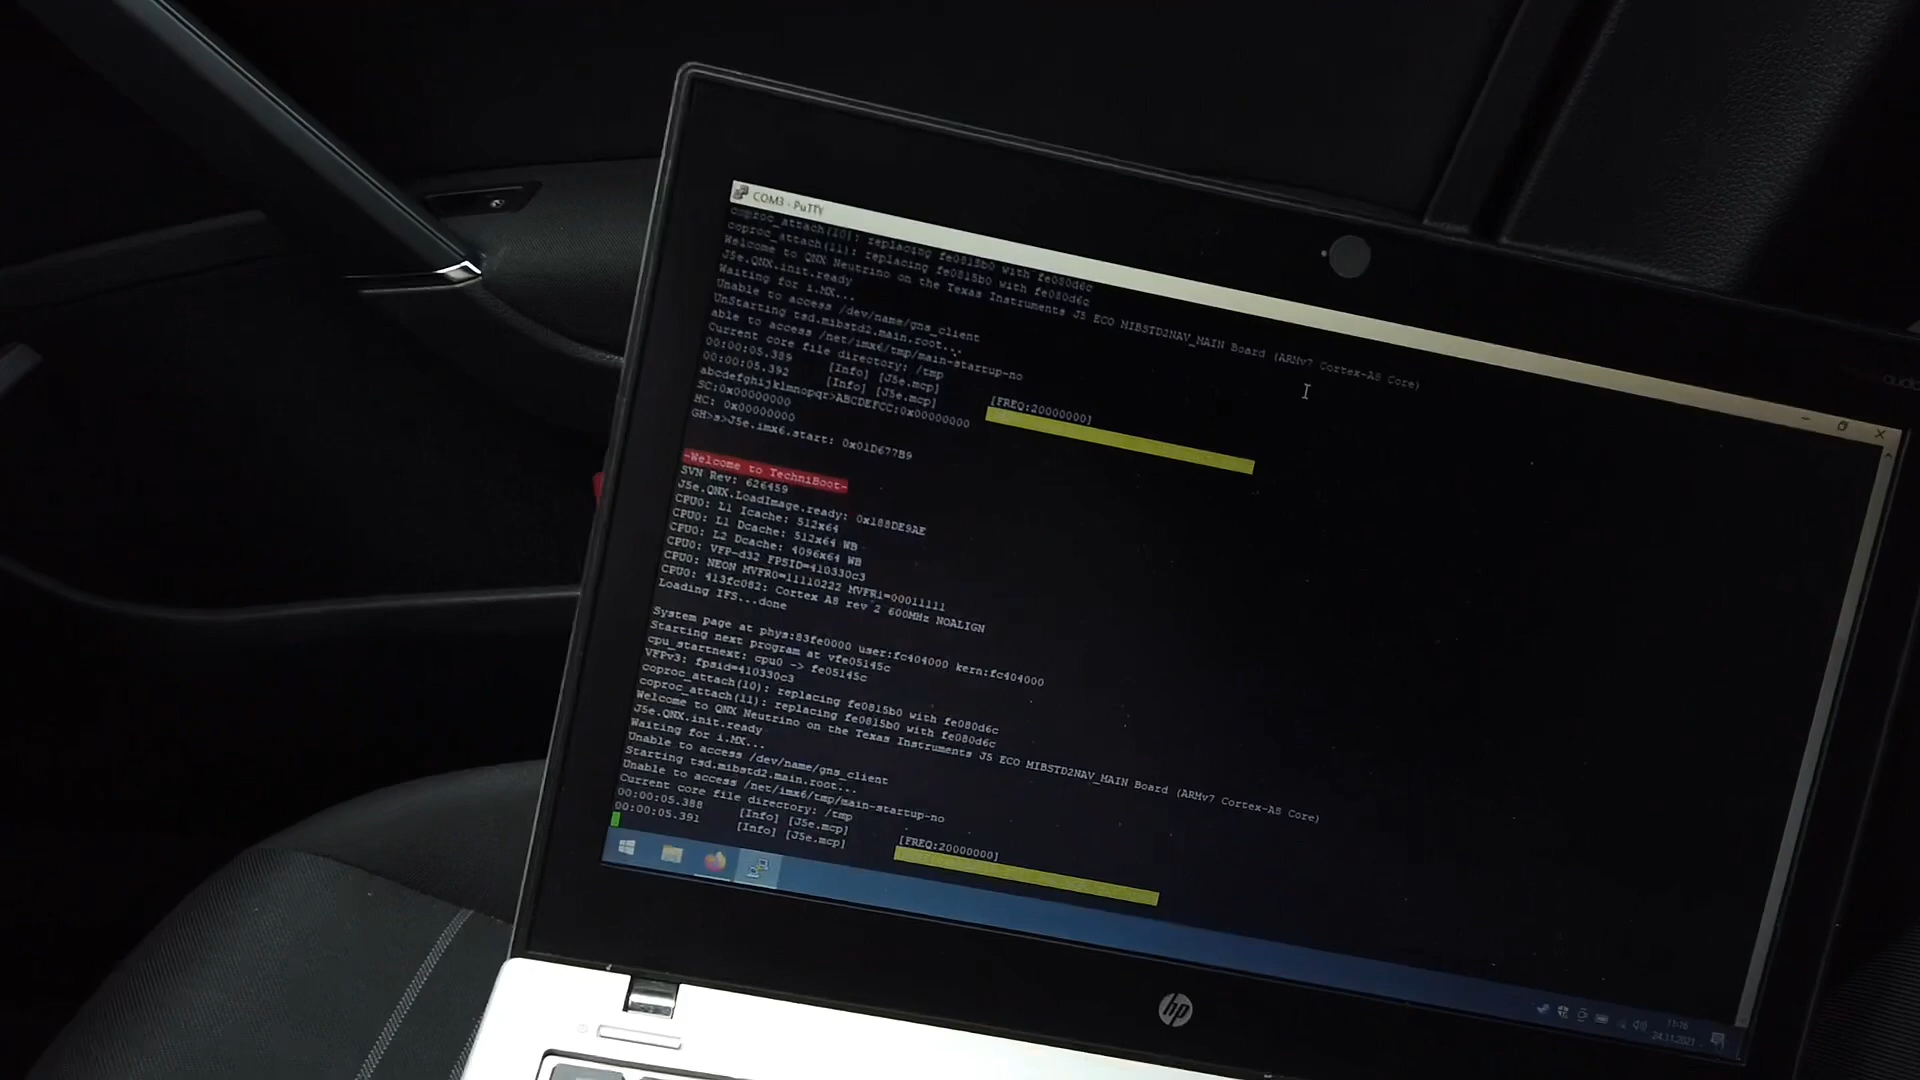 COM3 - PuTTY
coproc_attach(10): replacing fe0815b0 with fe080d6c
coproc_attach(11): replacing fe0815b0 with fe080d6c
Welcome to QNX Neutrino on the Texas Instruments J5 ECO MIBSTD2NAV_MAIN Board (ARMv7 Cortex-A8 Core)
J5e.QNX.init.ready
Waiting for i.MX...
Unable to access /dev/name/gns_client
UnStarting tsd.mibstd2.main.root...
able to access /net/imx6/tmp/main-startup-no
Current core file directory: /tmp
00:00:05.389 [Info] [J5e.mcp]
00:00:05.392 [Info] [J5e.mcp] [FREQ:20000000]
abcdefghijklmnopqr>ABCDEFCC:0x00000000
SC:0x00000000
HC: 0x00000000
GH>s>J5e.imx6.start: 0x01D677B9
-Welcome to TechniBoot-
SVN Rev: 626459
J5e.QNX.LoadImage.ready: 0x188DE9AE
CPU0: L1 Icache: 512x64
CPU0: L1 Dcache: 512x64 WB
CPU0: L2 Dcache: 4096x64 WB
CPU0: VFP-d32 FPSID=410330c3
CPU0: NEON MVFR0=11110222 MVFR1=00011111
CPU0: 413fc082: Cortex A8 rev 2 600MHz NOALIGN
Loading IFS...done
System page at phys:83fe0000 user:fc404000 kern:fc404000
Starting next program at vfe05145c
cpu_startnext: cpu0 -> fe05145c
VFPv3: fpsid=410330c3
coproc_attach(10): replacing fe0815b0 with fe080d6c
coproc_attach(11): replacing fe0815b0 with fe080d6c
Welcome to QNX Neutrino on the Texas Instruments J5 ECO MIBSTD2NAV_MAIN Board (ARMv7 Cortex-A8 Core)
J5e.QNX.init.ready
Waiting for i.MX...
Unable to access /dev/name/gns_client
Starting tsd.mibstd2.main.root...
Unable to access /net/imx6/tmp/main-startup-no
Current core file directory: /tmp
00:00:05.388 [Info] [J5e.mcp]
00:00:05.391 [Info] [J5e.mcp] [FREQ:20000000]
11:16
24.11.2021
hp